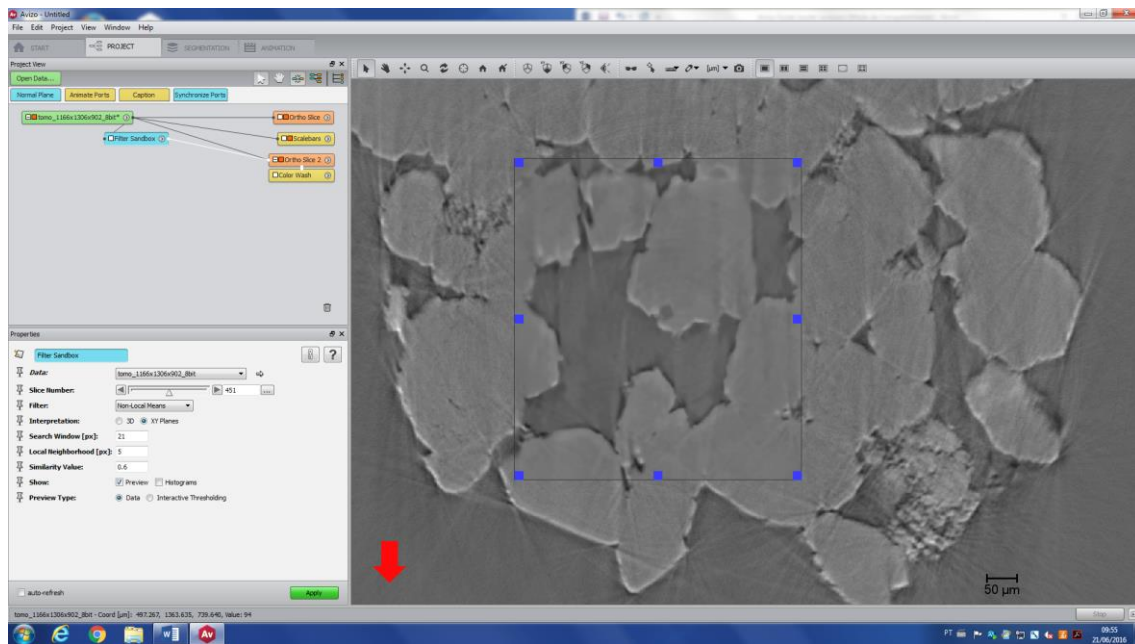 Avizo - Untitled
File Edit Project View Window Help
START PROJECT SEGMENTATION ANIMATION
Project View
Open Data...
Normal Plane Animate Ports Caption Synchronize Ports
tomo_1166x1306x902_8bit* Ortho Slice
Filter Sandbox Scalebars
Ortho Slice 2
Color Wash
Properties
Filter Sandbox ?
Data: tomo_1166x1306x902_8bit
Slice Number: 451 ...
Filter: Non-Local Means
Interpretation: 3D XY Planes
Search Window [px]: 21
Local Neighborhood [px]: 5
Similarity Value: 0.6
Show: Preview Histograms
Preview Type: Data Interactive Thresholding
auto-refresh Apply
50 µm
tomo_1166x1306x902_8bit - Coord [µm]: 497.267, 1363.635, 739.640, Value: 94 Stop
PT 09:55
21/06/2016